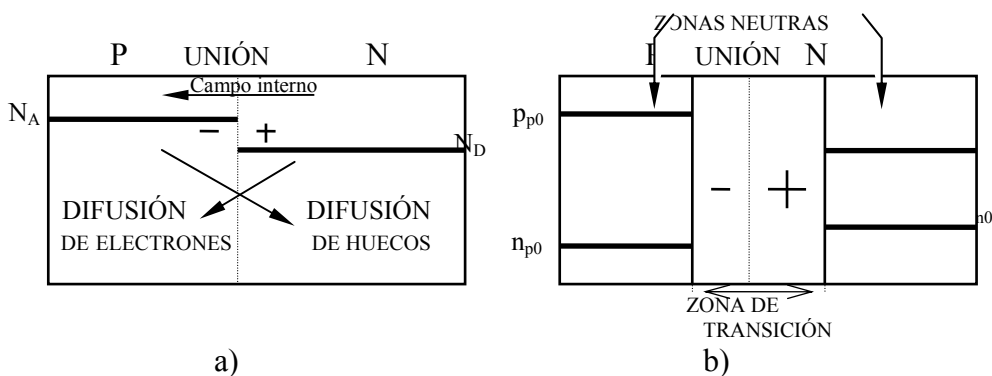 P UNIÓN N
Campo interno
N_A
− +
N_D
DIFUSIÓN DE ELECTRONES
DIFUSIÓN DE HUECOS
a)
ZONAS NEUTRAS
UNIÓN N
p_p0
− +
n_p0
n0
ZONA DE TRANSICIÓN
b)